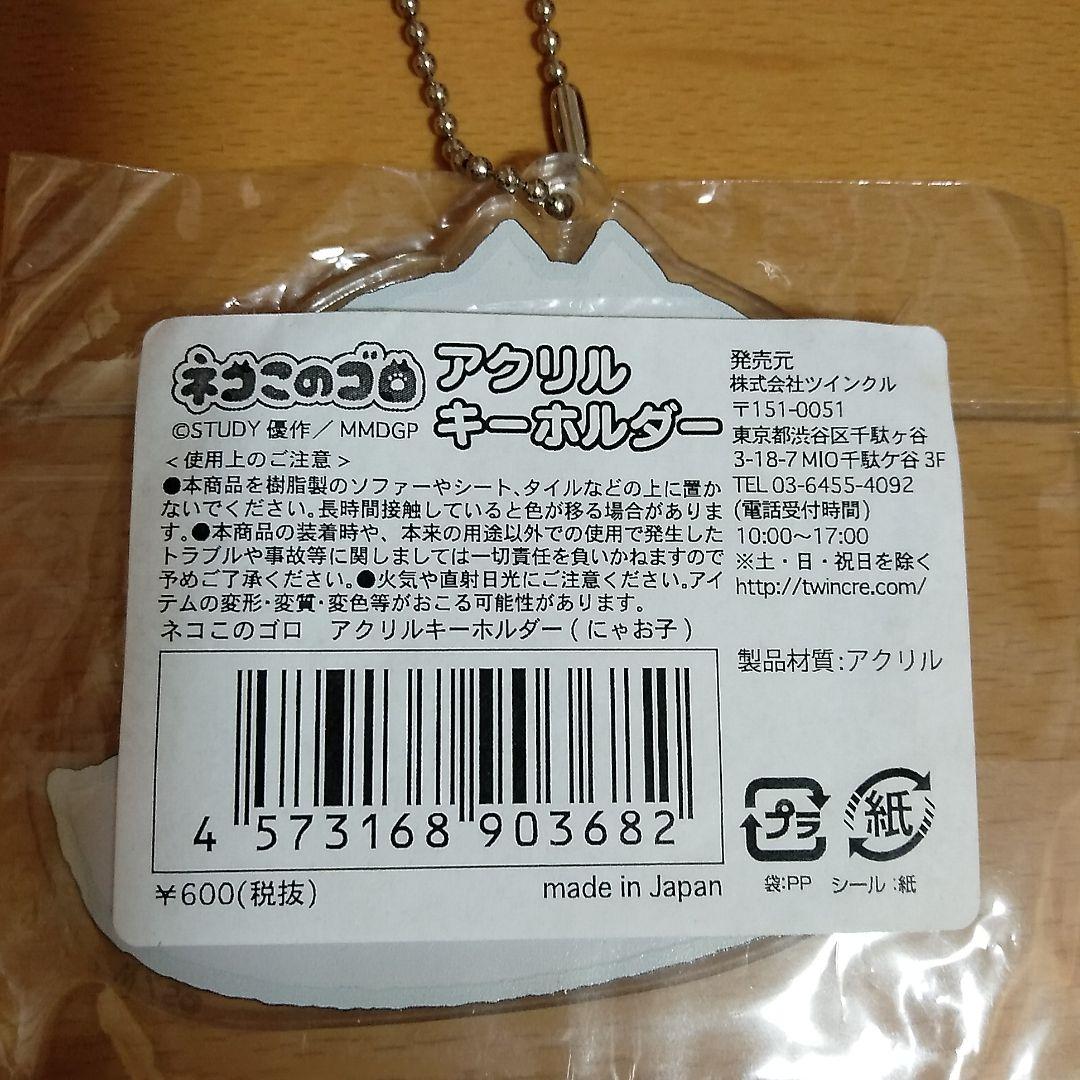 ネコこのゴロ
アクリル
キーホルダー
©STUDY 優作／MMDGP
＜使用上のご注意＞
●本商品を樹脂製のソファーやシート、タイルなどの上に置か
ないでください。長時間接触していると色が移る場合がありま
す。●本商品の装着時や、本来の用途以外での使用で発生した
トラブルや事故等に関しましては一切責任を負いかねますので
予めご了承ください。●火気や直射日光にご注意ください。アイ
テムの変形・変質・変色等がおこる可能性があります。
ネコこのゴロ　アクリルキーホルダー(にゃお子)
4 573168 903682
¥600(税抜)
made in Japan
発売元
株式会社ツインクル
〒151-0051
東京都渋谷区千駄ヶ谷
3-18-7 MIO千駄ケ谷 3F
TEL 03-6455-4092
(電話受付時間)
10:00～17:00
※土・日・祝日を除く
http://twincre.com/
製品材質：アクリル
プラ
紙
袋：PP
シール：紙